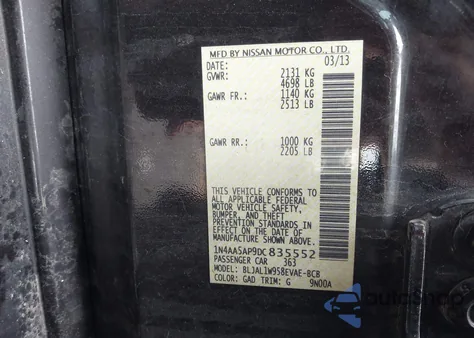 MFD BY NISSAN MOTOR CO., LTD.
DATE: 03/13
GVWR: 2131 KG
4698 LB
GAWR FR.: 1140 KG
2513 LB
GAWR RR.: 1000 KG
2205 LB
THIS VEHICLE CONFORMS TO
ALL APPLICABLE FEDERAL
MOTOR VEHICLE SAFETY,
BUMPER, AND THEFT
PREVENTION STANDARDS
IN EFFECT ON THE DATE OF
MANUFACTURE SHOWN ABOVE.
1N4AA5AP9DC835552
PASSENGER CAR 363
MODEL: BLJAL1W958EVAE-8CB
COLOR: GAD TRIM: G 9N00A